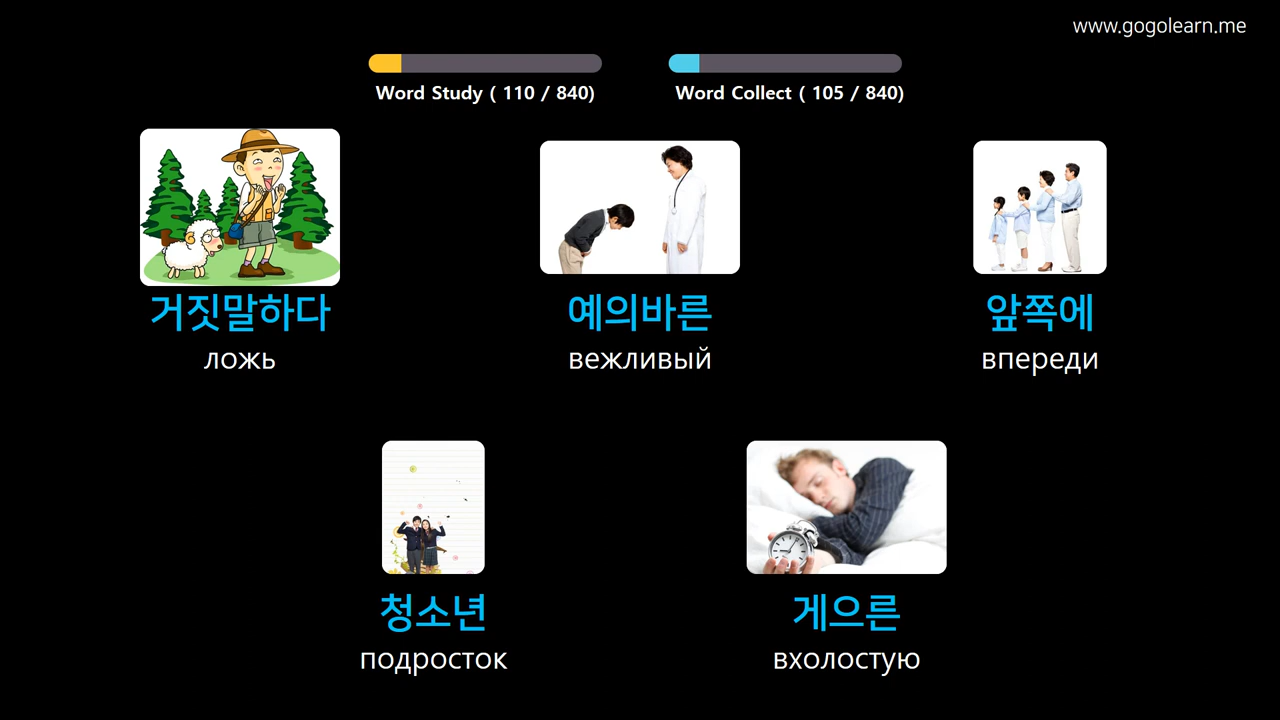 www.gogolearn.me
Word Study ( 110 / 840)
Word Collect ( 105 / 840)
거짓말하다
ложь
예의바른
вежливый
앞쪽에
впереди
청소년
подросток
게으른
вхолостую